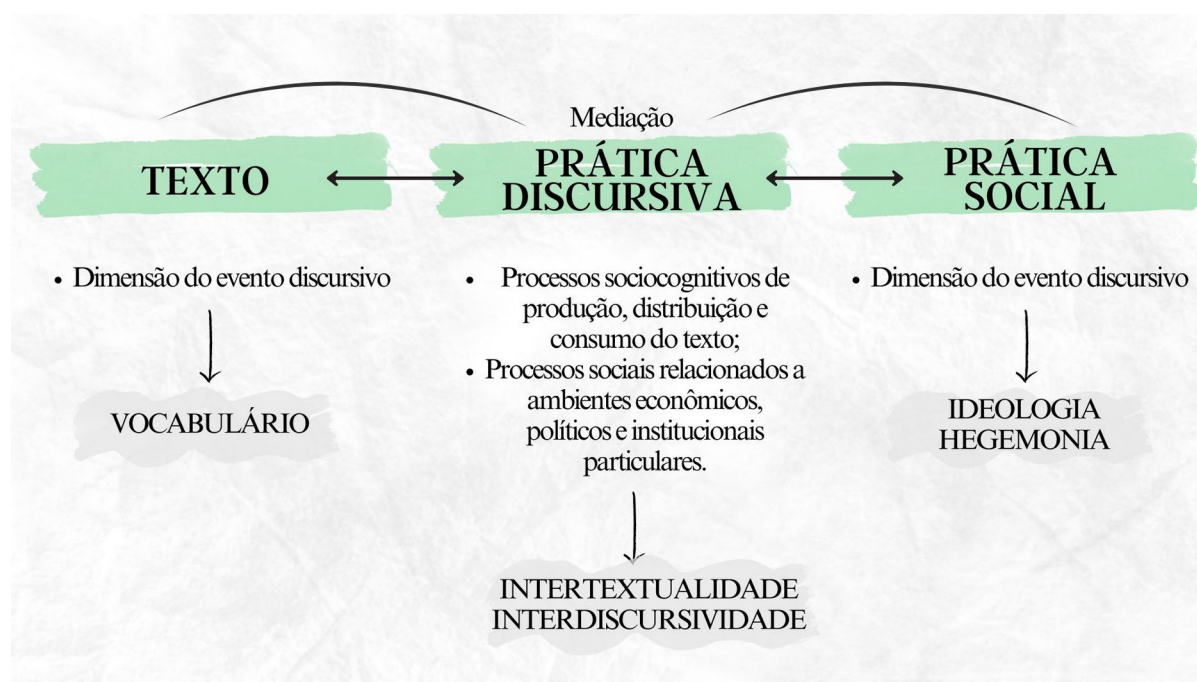 TEXTO
• Dimensão do evento discursivo
VOCABULÁRIO
Mediação
PRÁTICA
DISCURSIVA
• Processos sociocognitivos de
produção, distribuição e
consumo do texto;
• Processos sociais relacionados a
ambientes econômicos,
políticos e institucionais
particulares.
INTERTEXTUALIDADE
INTERDISCURSIVIDADE
PRÁTICA
SOCIAL
• Dimensão do evento discursivo
IDEOLOGIA
HEGEMONIA